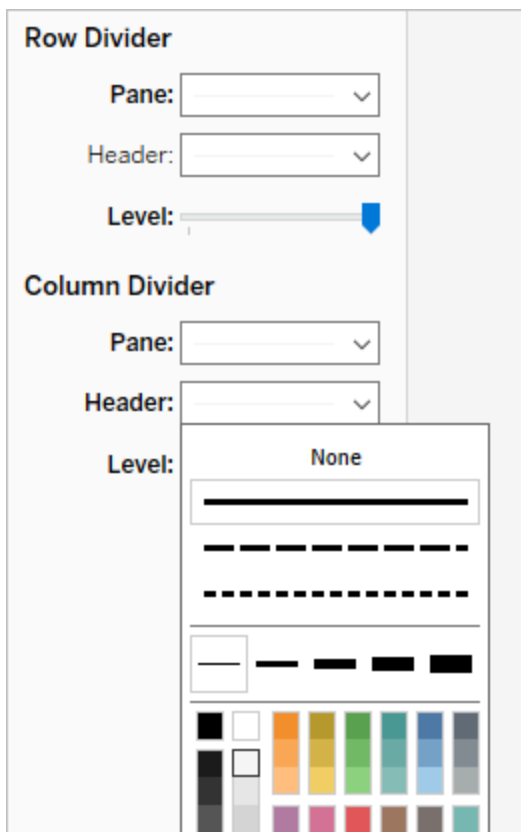 Row Divider
Pane:
Header:
Level:
Column Divider
Pane:
Header:
Level:
None